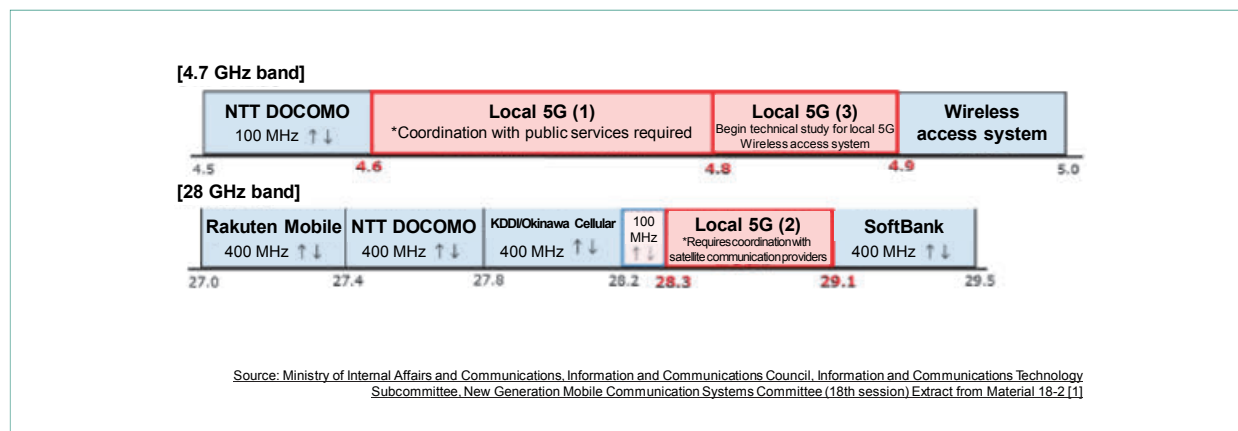 [4.7 GHz band]
NTT DOCOMO
100 MHz ↑↓
Local 5G (1)
*Coordination with public services required
Local 5G (3)
Begin technical study for local 5G
Wireless access system
Wireless
access system
4.5
4.6
4.8
4.9
5.0
[28 GHz band]
Rakuten Mobile
400 MHz ↑↓
NTT DOCOMO
400 MHz ↑↓
KDDI/Okinawa Cellular
400 MHz ↑↓
100
MHz
↑↓
Local 5G (2)
*Requires coordination with
satellite communication providers
SoftBank
400 MHz ↑↓
27.0
27.4
27.8
28.2
28.3
29.1
29.5
Source: Ministry of Internal Affairs and Communications, Information and Communications Council, Information and Communications Technology
Subcommittee, New Generation Mobile Communication Systems Committee (18th session) Extract from Material 18-2 [1]